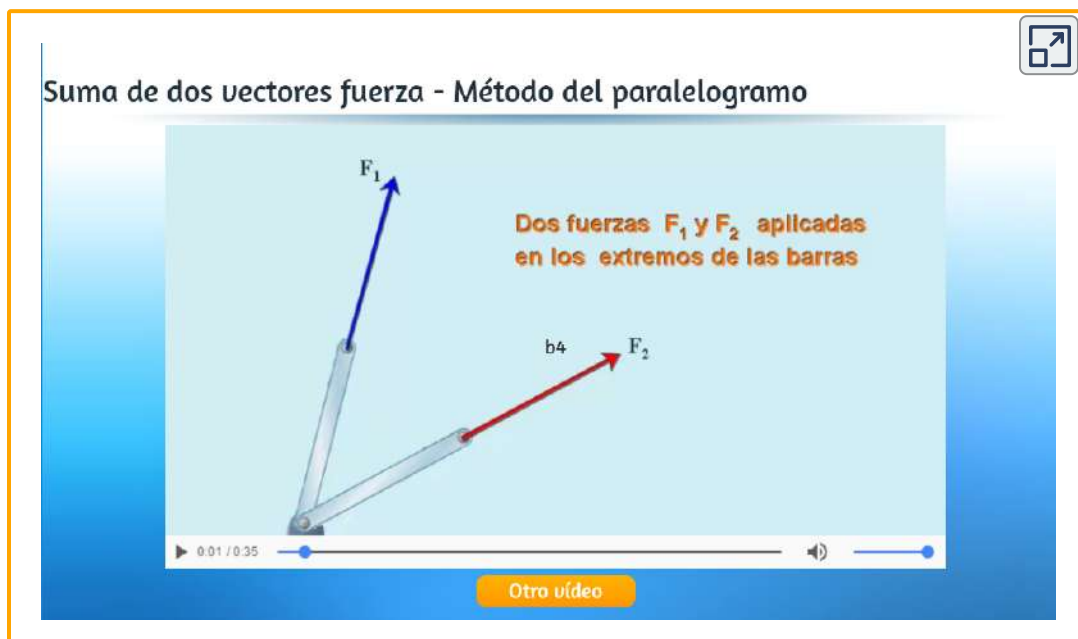 Suma de dos vectores fuerza - Método del paralelogramo
F₁
Dos fuerzas F₁ y F₂ aplicadas
en los extremos de las barras
b4
F₂
0:01 / 0:35
Otro vídeo